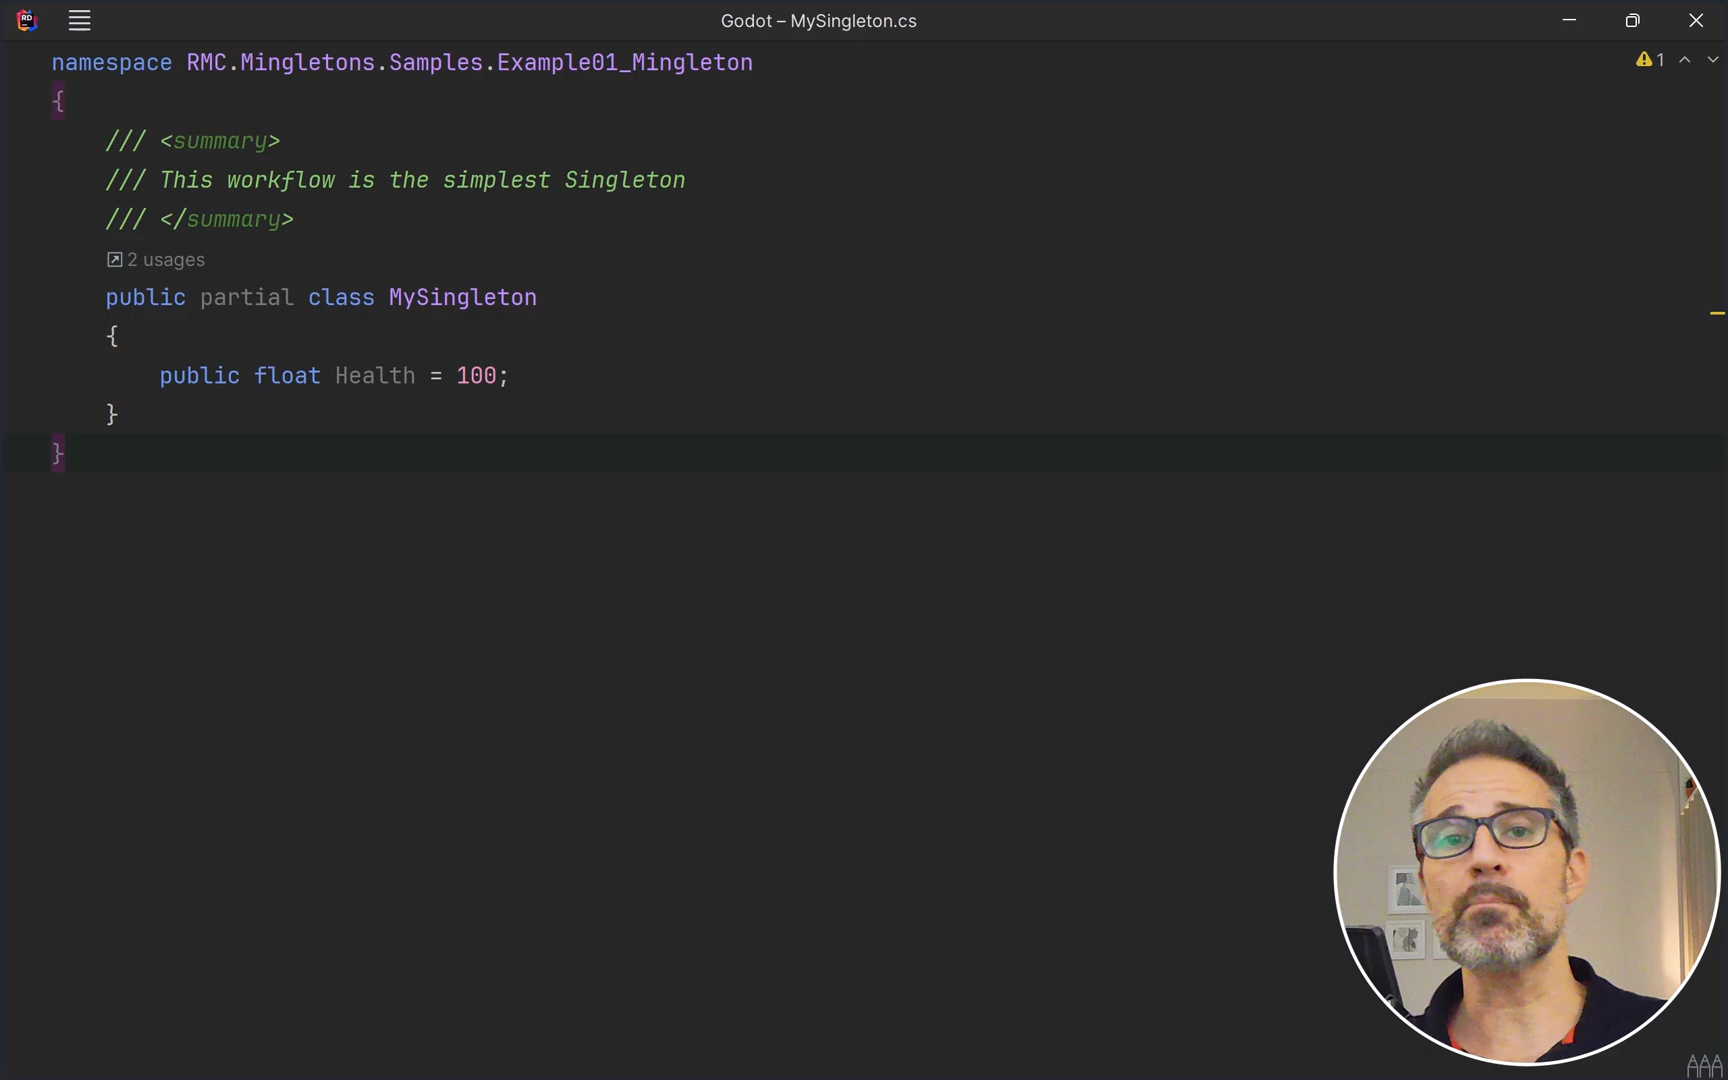 RD
Godot – MySingleton.cs
namespace RMC.Mingletons.Samples.Example01_Mingleton
1
{
/// <summary>
/// This workflow is the simplest Singleton
/// </summary>
2 usages
public partial class MySingleton
{
public float Health = 100;
}
}